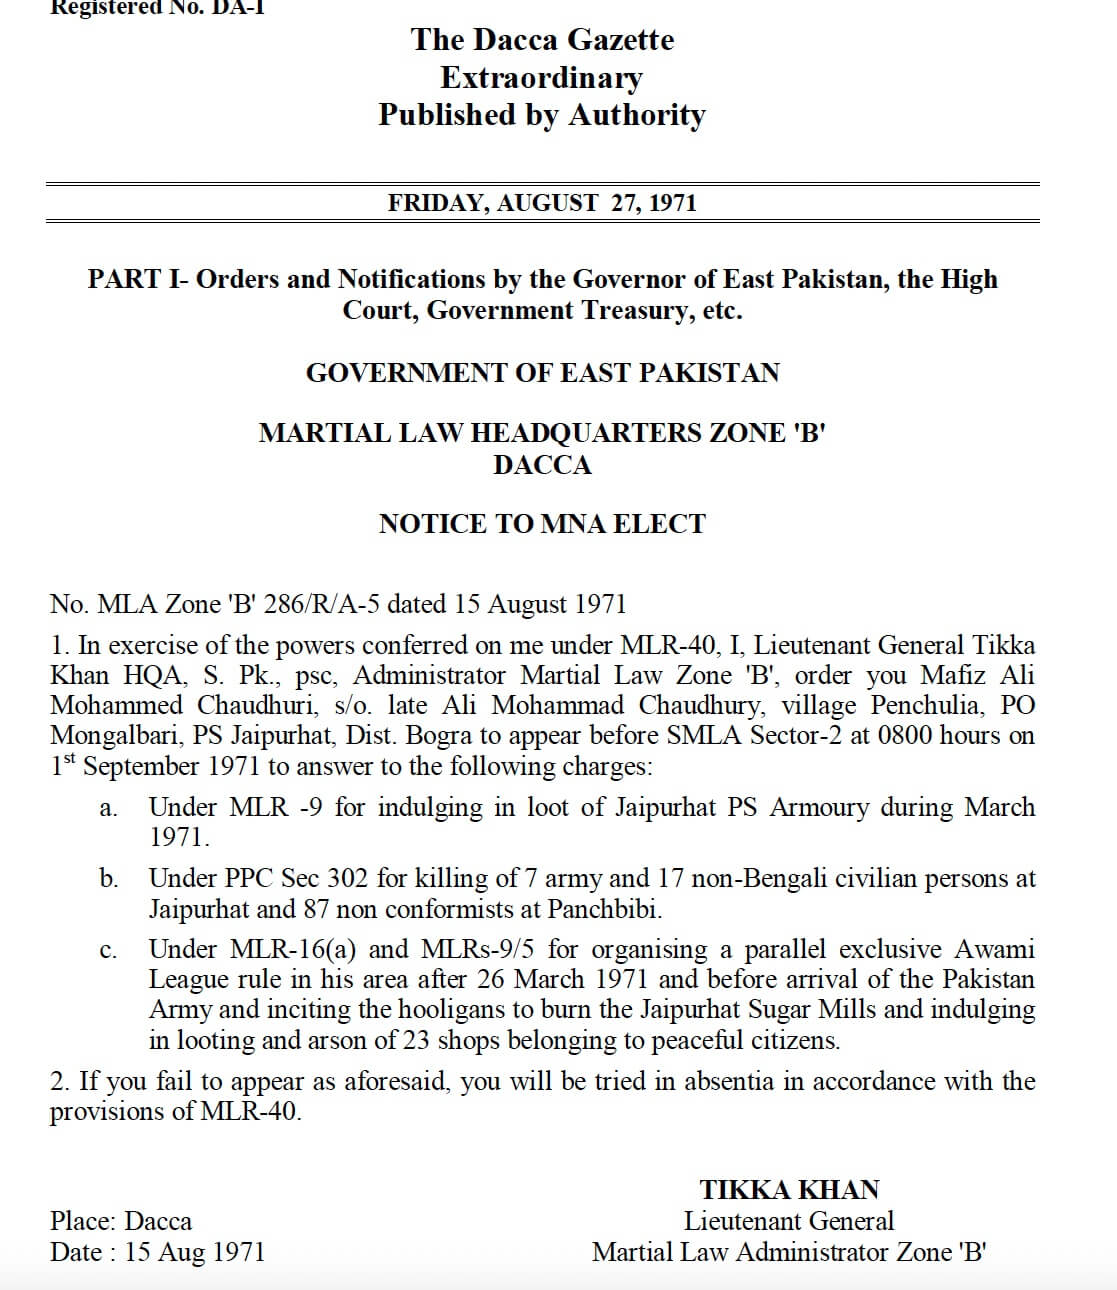 Registered No. DA-1
The Dacca Gazette
Extraordinary
Published by Authority
FRIDAY, AUGUST 27, 1971
PART I- Orders and Notifications by the Governor of East Pakistan, the High
Court, Government Treasury, etc.
GOVERNMENT OF EAST PAKISTAN
MARTIAL LAW HEADQUARTERS ZONE 'B'
DACCA
NOTICE TO MNA ELECT
No. MLA Zone 'B' 286/R/A-5 dated 15 August 1971
1. In exercise of the powers conferred on me under MLR-40, I, Lieutenant General Tikka
Khan HQA, S. Pk., psc, Administrator Martial Law Zone 'B', order you Mafiz Ali
Mohammed Chaudhuri, s/o. late Ali Mohammad Chaudhury, village Penchulia, PO
Mongalbari, PS Jaipurhat, Dist. Bogra to appear before SMLA Sector-2 at 0800 hours on
1st September 1971 to answer to the following charges:
a. Under MLR -9 for indulging in loot of Jaipurhat PS Armoury during March
1971.
b. Under PPC Sec 302 for killing of 7 army and 17 non-Bengali civilian persons at
Jaipurhat and 87 non conformists at Panchbibi.
c. Under MLR-16(a) and MLRs-9/5 for organising a parallel exclusive Awami
League rule in his area after 26 March 1971 and before arrival of the Pakistan
Army and inciting the hooligans to burn the Jaipurhat Sugar Mills and indulging
in looting and arson of 23 shops belonging to peaceful citizens.
2. If you fail to appear as aforesaid, you will be tried in absentia in accordance with the
provisions of MLR-40.
TIKKA KHAN
Place: Dacca Lieutenant General
Date : 15 Aug 1971 Martial Law Administrator Zone 'B'